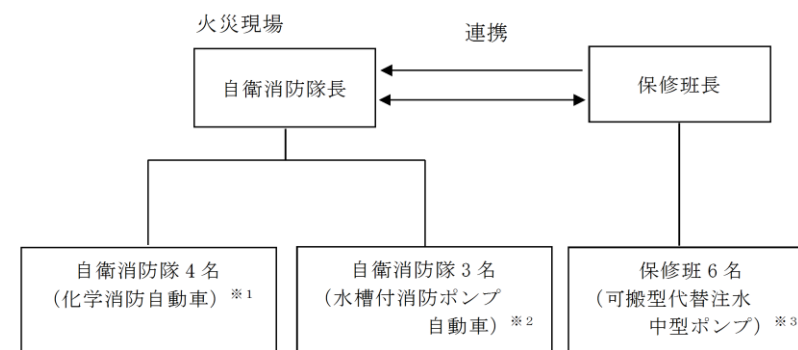 火災現場
連携
自衛消防隊長
保修班長
自衛消防隊4名
（化学消防自動車）※1
自衛消防隊3名
（水槽付消防ポンプ
自動車）※2
保修班6名
（可搬型代替注水
中型ポンプ）※3